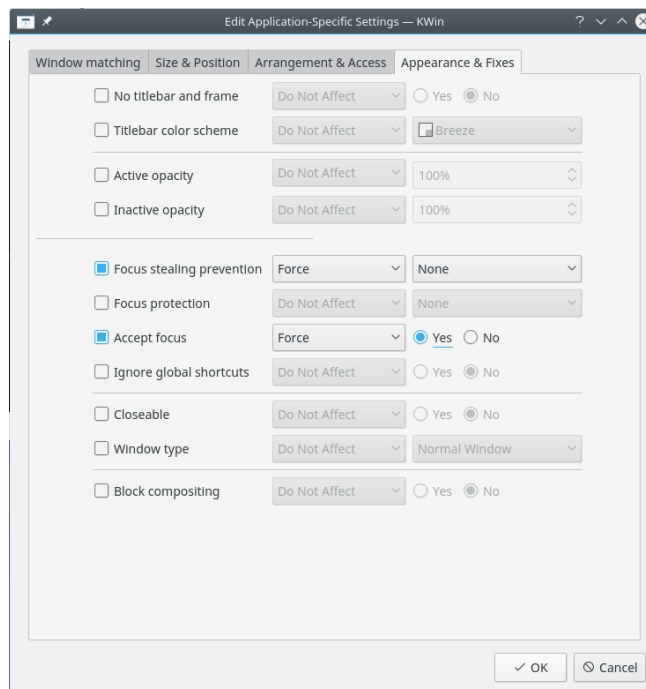 Edit Application-Specific Settings — KWin
Window matching Size & Position Arrangement & Access Appearance & Fixes
No titlebar and frame Do Not Affect Yes No
Titlebar color scheme Do Not Affect Breeze
Active opacity Do Not Affect 100%
Inactive opacity Do Not Affect 100%
Focus stealing prevention Force None
Focus protection Do Not Affect None
Accept focus Force Yes No
Ignore global shortcuts Do Not Affect Yes No
Closeable Do Not Affect Yes No
Window type Do Not Affect Normal Window
Block compositing Do Not Affect Yes No
OK Cancel